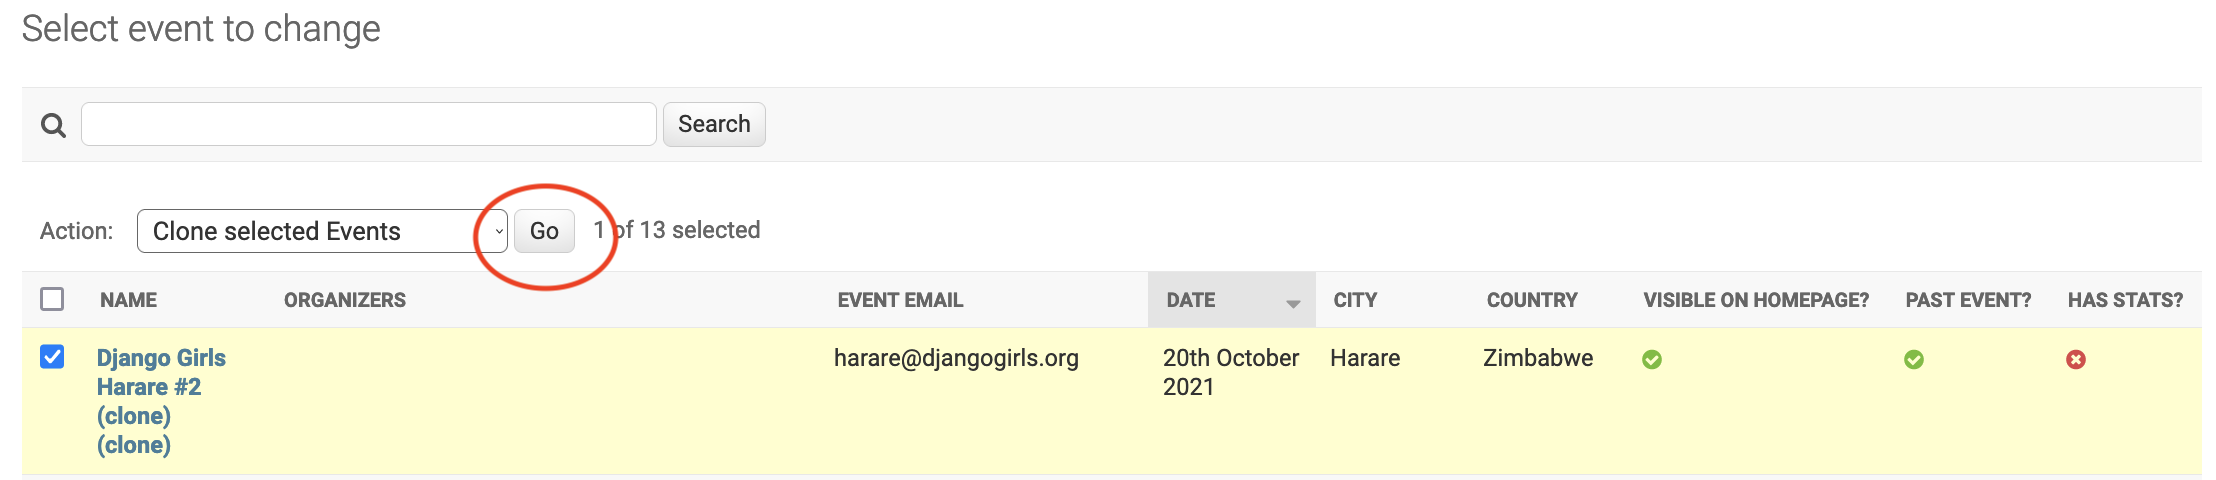 Select event to change
Search
Action: Clone selected Events Go 1 of 13 selected
NAME ORGANIZERS EVENT EMAIL DATE CITY COUNTRY VISIBLE ON HOMEPAGE? PAST EVENT? HAS STATS?
Django Girls harare@djangogirls.org 20th October Harare Zimbabwe
Harare #2 2021
(clone)
(clone)